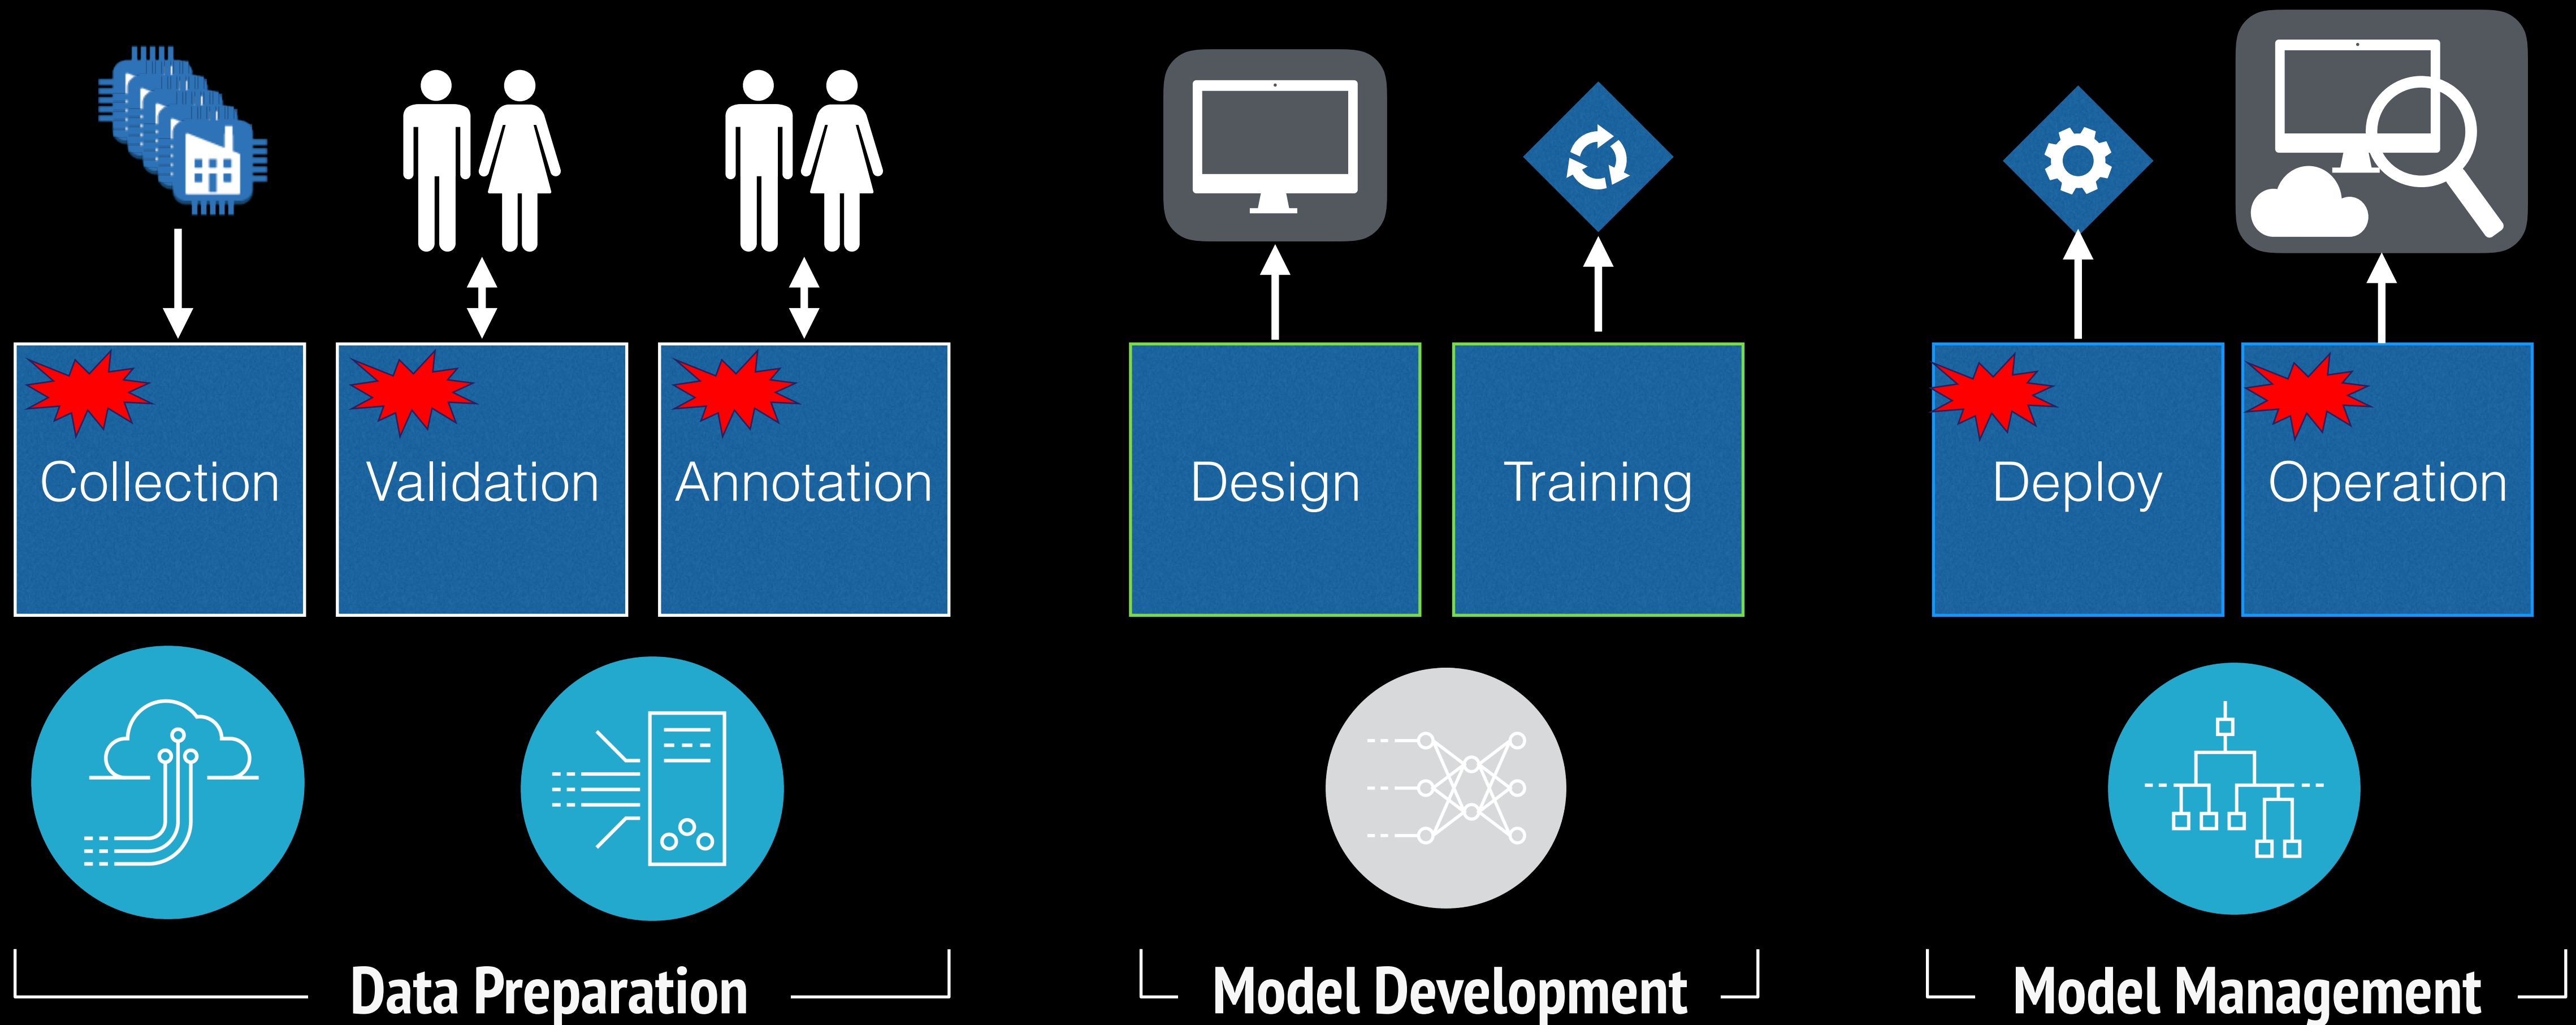 Collection
Validation
Annotation
Design
Training
Deploy
Operation
Data Preparation
Model Development
Model Management